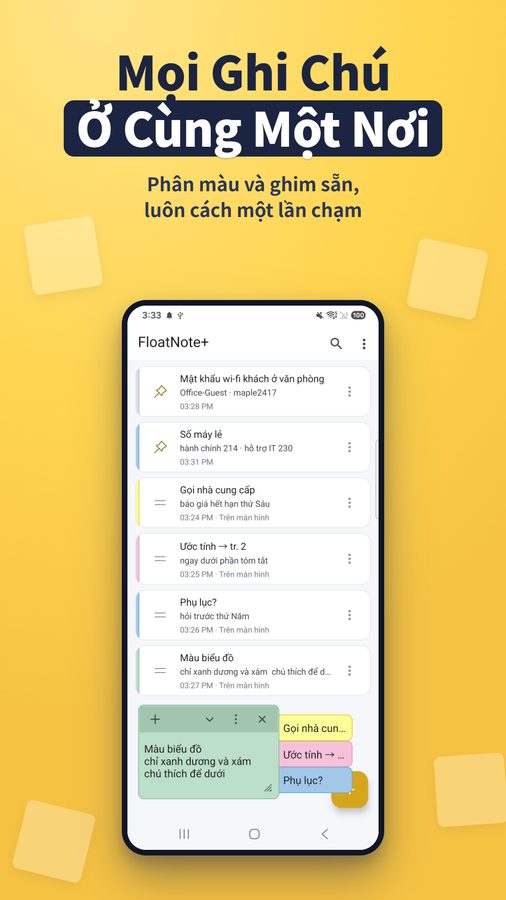 Mọi Ghi Chú
Ở Cùng Một Nơi
Phân màu và ghim sẵn,
luôn cách một lần chạm
3:33
100
FloatNote+
Mật khẩu wi-fi khách ở văn phòng
Office-Guest · maple2417
03:28 PM
Số máy lẻ
hành chính 214 · hỗ trợ IT 230
03:31 PM
Gọi nhà cung cấp
báo giá hết hạn thứ Sáu
03:24 PM · Trên màn hình
Ước tính → tr. 2
ngay dưới phần tóm tắt
03:25 PM · Trên màn hình
Phụ lục?
hỏi trước thứ Năm
03:26 PM · Trên màn hình
Màu biểu đồ
chỉ xanh dương và xám  chú thích để d...
03:27 PM · Trên màn hình
Màu biểu đồ
chỉ xanh dương và xám
chú thích để dưới
Gọi nhà cun...
Ước tính → ...
Phụ lục?